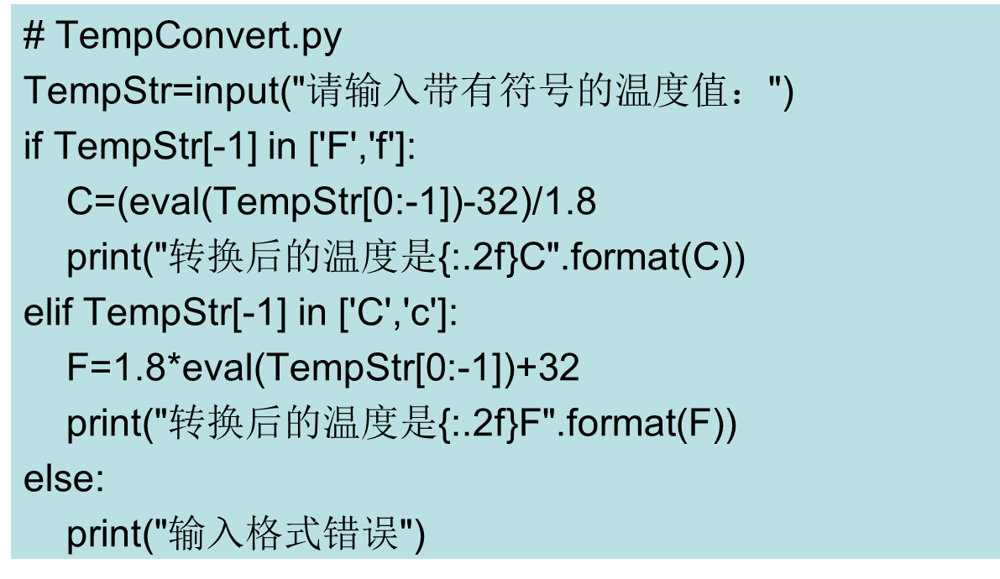 # TempConvert.py
TempStr=input("请输入带有符号的温度值：")
if TempStr[-1] in ['F','f']:
    C=(eval(TempStr[0:-1])-32)/1.8
    print("转换后的温度是{:.2f}C".format(C))
elif TempStr[-1] in ['C','c']:
    F=1.8*eval(TempStr[0:-1])+32
    print("转换后的温度是{:.2f}F".format(F))
else:
    print("输入格式错误")